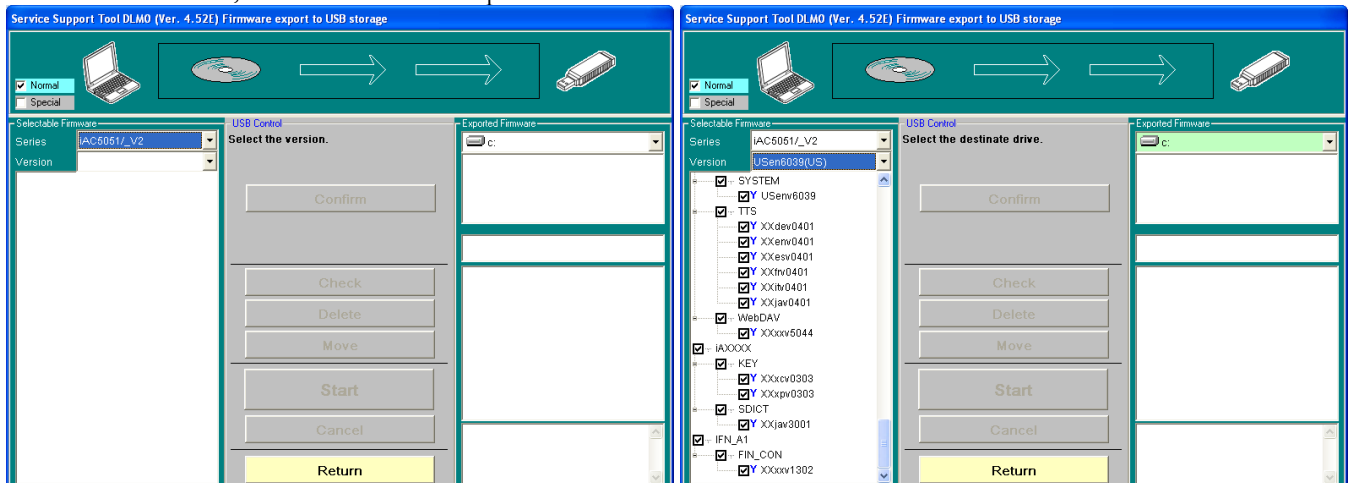 Service Support Tool DLMO (Ver. 4.52E) Firmware export to USB storage
Normal
Special
Selectable Firmware
Series iAC5051/_V2
Version
USB Control
Select the version.
Confirm
Check
Delete
Move
Start
Cancel
Return
Exported Firmware
c:
Service Support Tool DLMO (Ver. 4.52E) Firmware export to USB storage
Normal
Special
Selectable Firmware
Series iAC5051/_V2
Version USen6039(US)
SYSTEM
Y USenv6039
TTS
Y XXdev0401
Y XXenv0401
Y XXesv0401
Y XXfrv0401
Y XXitv0401
Y XXjav0401
WebDAV
Y XXxxv5044
iAXXXX
KEY
Y XXxcv0303
Y XXxpv0303
SDICT
Y XXjav3001
IFN_A1
FIN_CON
Y XXxxv1302
USB Control
Select the destinate drive.
Confirm
Check
Delete
Move
Start
Cancel
Return
Exported Firmware
c: